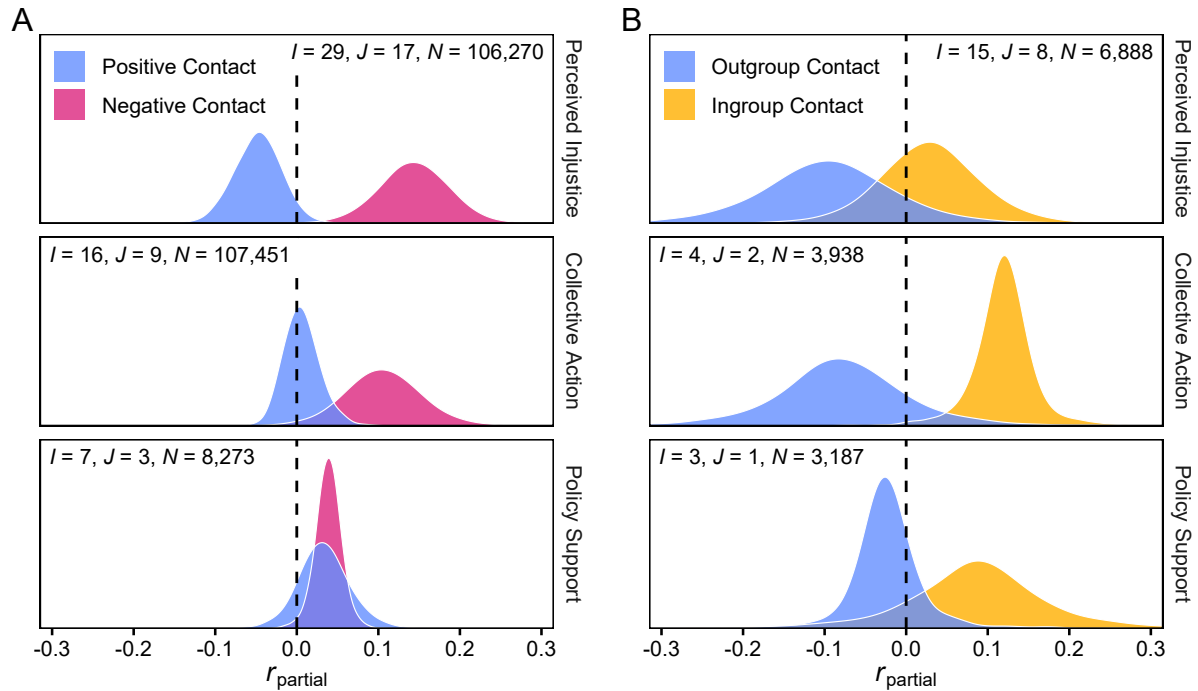 A
Positive Contact
Negative Contact
I = 29, J = 17, N = 106,270
Perceived Injustice
I = 16, J = 9, N = 107,451
Collective Action
I = 7, J = 3, N = 8,273
Policy Support
-0.3 -0.2 -0.1 0.0 0.1 0.2 0.3
rpartial
B
Outgroup Contact
Ingroup Contact
I = 15, J = 8, N = 6,888
Perceived Injustice
I = 4, J = 2, N = 3,938
Collective Action
I = 3, J = 1, N = 3,187
Policy Support
-0.3 -0.2 -0.1 0.0 0.1 0.2 0.3
rpartial